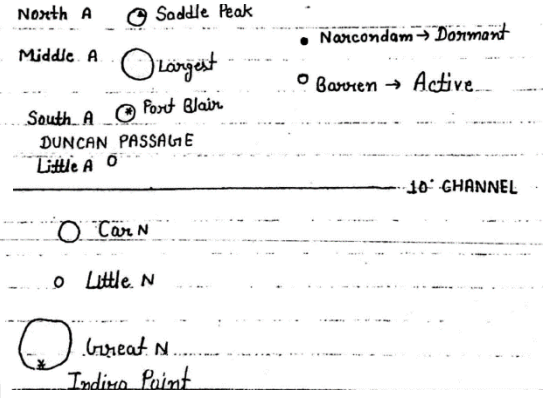 North A Saddle Peak
Narcondam → Dormant
Middle A Largest
Barren → Active
South A Port Blair
DUNCAN PASSAGE
Little A
10° CHANNEL
Car N
Little N
Great N
Indira Point